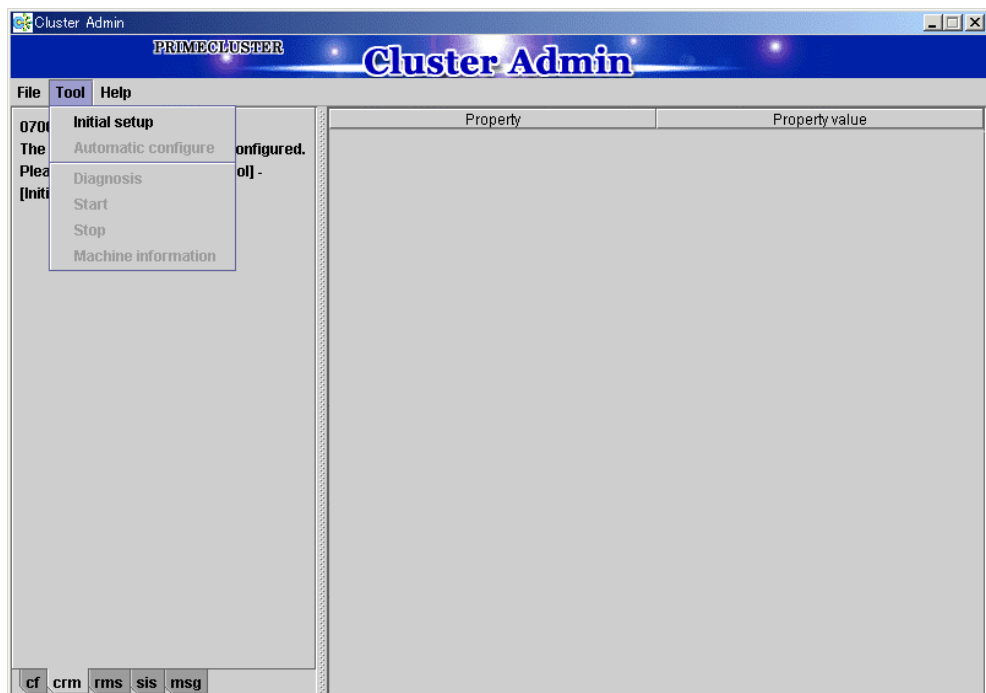 Cluster Admin
PRIMECLUSTER
Cluster Admin
File Tool Help
Initial setup
Automatic configure
Diagnosis
Start
Stop
Machine information
0700
The onfigured.
Plea ol] -
[Initi
Property Property value
cf crm rms sis msg